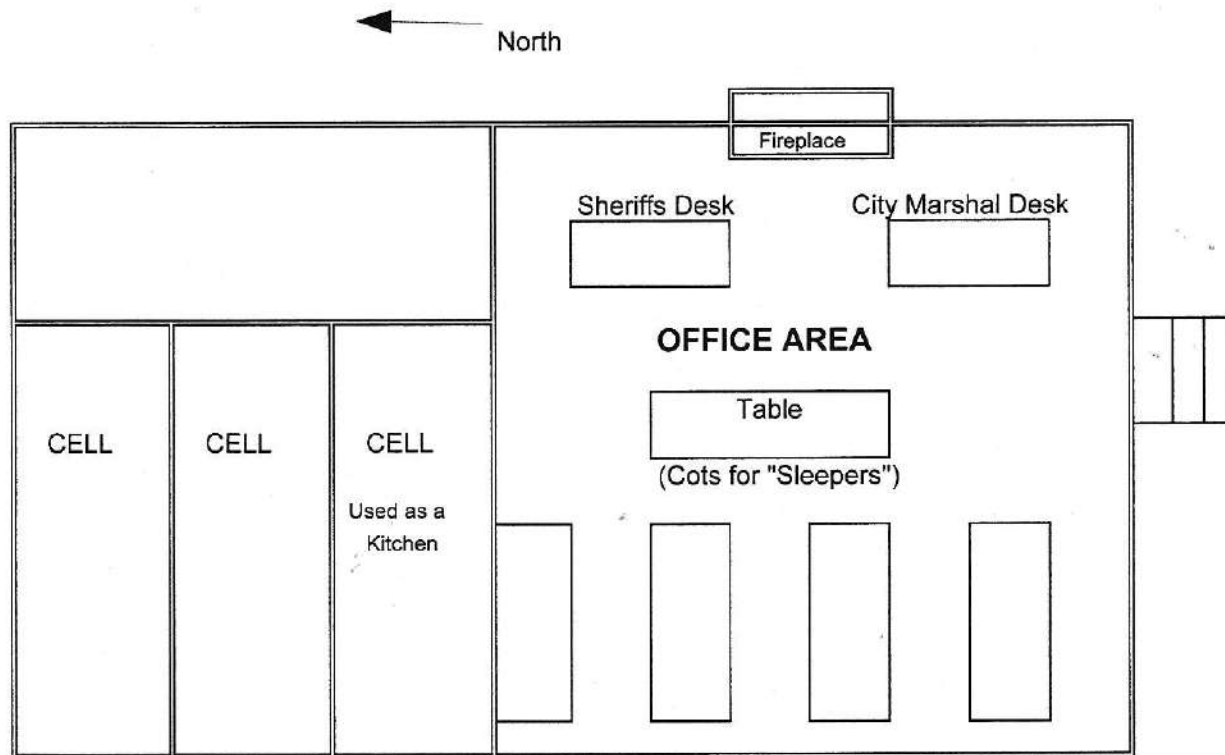 North
Fireplace
Sheriffs Desk
City Marshal Desk
OFFICE AREA
Table
(Cots for "Sleepers")
CELL
CELL
CELL
Used as a
Kitchen